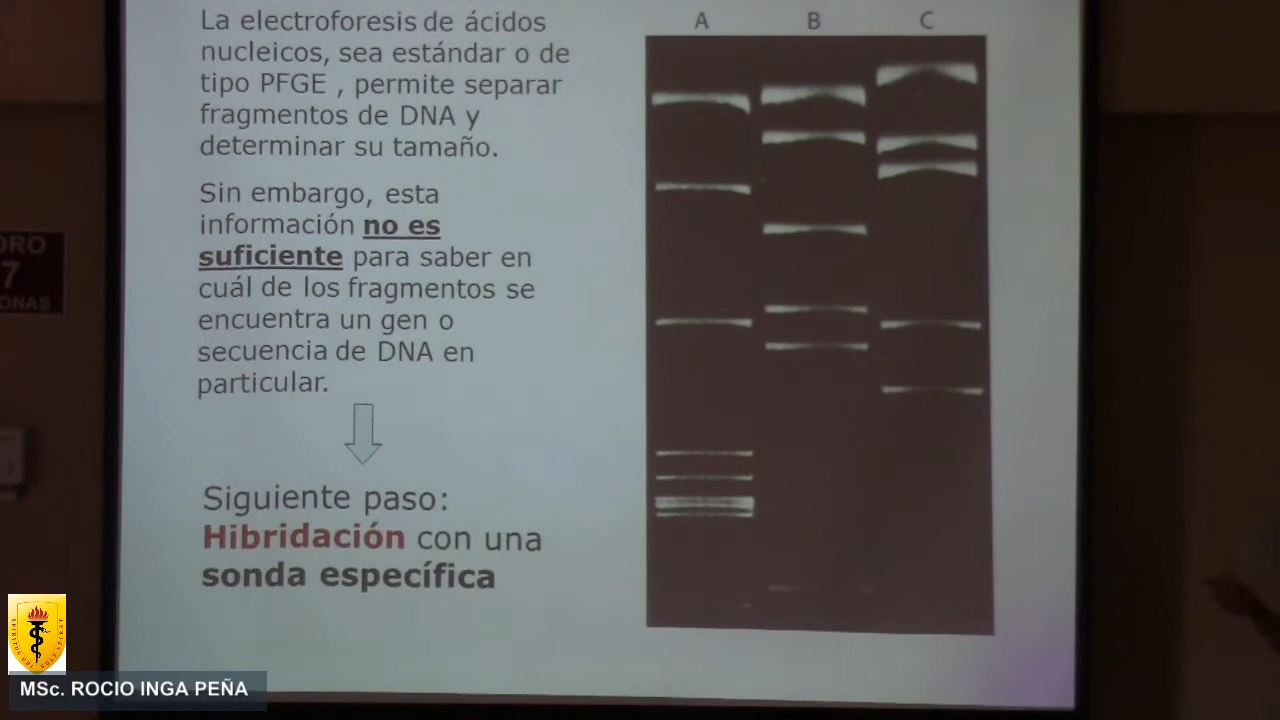 La electroforesis de ácidos
nucleicos, sea estándar o de
tipo PFGE , permite separar
fragmentos de DNA y
determinar su tamaño.
Sin embargo, esta
información no es
suficiente para saber en
cuál de los fragmentos se
encuentra un gen o
secuencia de DNA en
particular.
Siguiente paso:
Hibridación con una
sonda específica
A B C
7
MSc. ROCIO INGA PEÑA